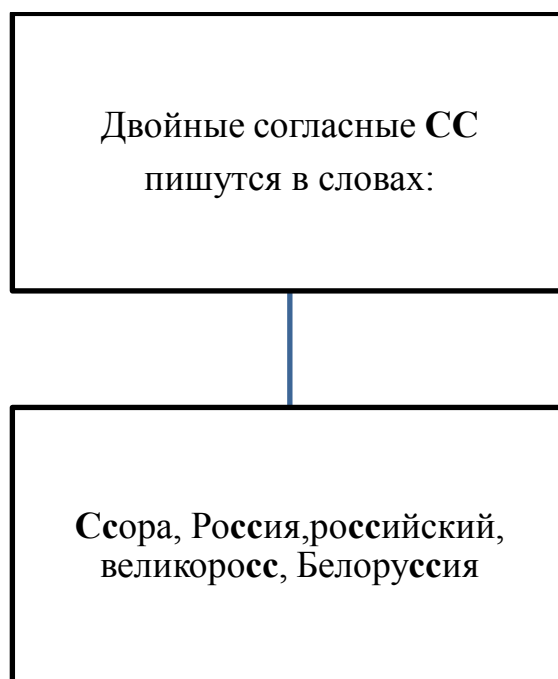 Двойные согласные СС
пишутся в словах:
Ссора, Россия,российский,
великоросс, Белоруссия